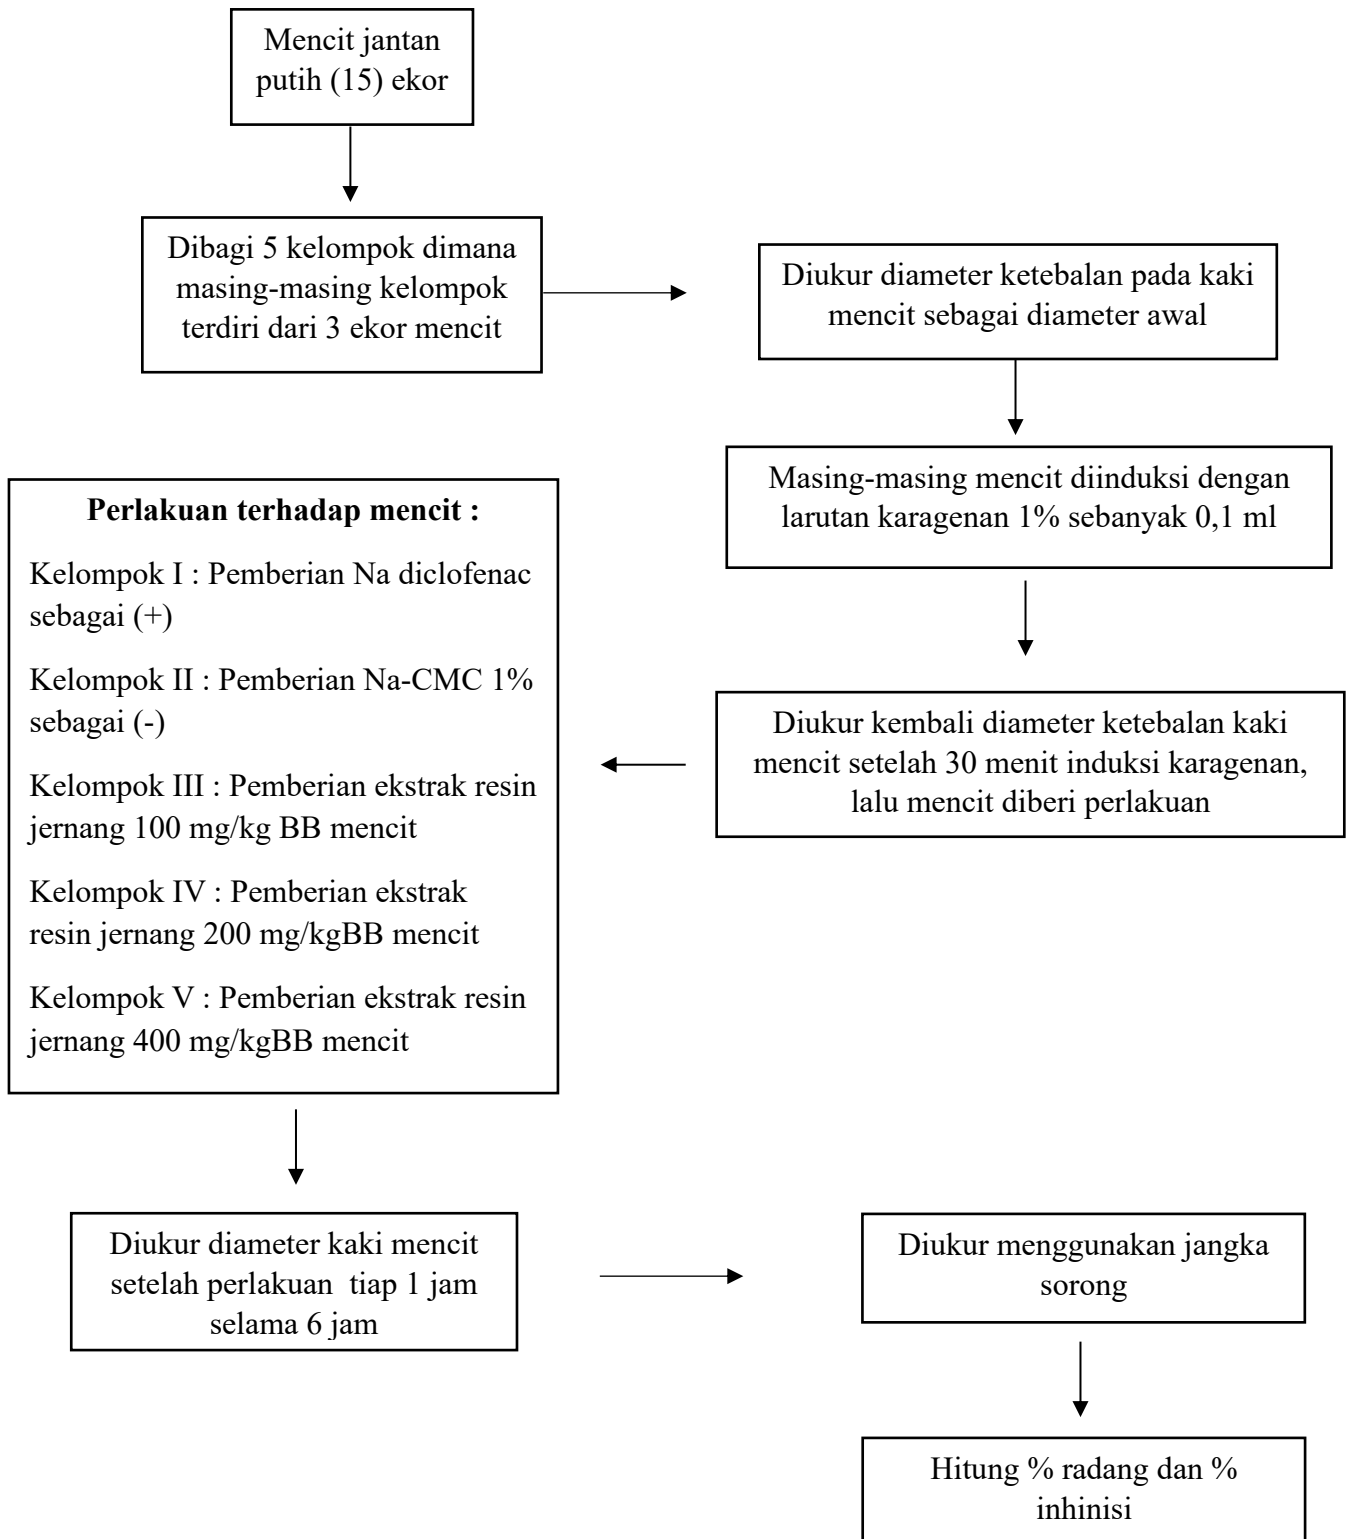 Mencit jantan
putih (15) ekor
Dibagi 5 kelompok dimana
masing-masing kelompok
terdiri dari 3 ekor mencit
Diukur diameter ketebalan pada kaki
mencit sebagai diameter awal
Masing-masing mencit diinduksi dengan
larutan karagenan 1% sebanyak 0,1 ml
Diukur kembali diameter ketebalan kaki
mencit setelah 30 menit induksi karagenan,
lalu mencit diberi perlakuan
Perlakuan terhadap mencit :
Kelompok I : Pemberian Na diclofenac
sebagai (+)
Kelompok II : Pemberian Na-CMC 1%
sebagai (-)
Kelompok III : Pemberian ekstrak resin
jernang 100 mg/kg BB mencit
Kelompok IV : Pemberian ekstrak
resin jernang 200 mg/kgBB mencit
Kelompok V : Pemberian ekstrak resin
jernang 400 mg/kgBB mencit
Diukur diameter kaki mencit
setelah perlakuan  tiap 1 jam
selama 6 jam
Diukur menggunakan jangka
sorong
Hitung % radang dan %
inhinisi